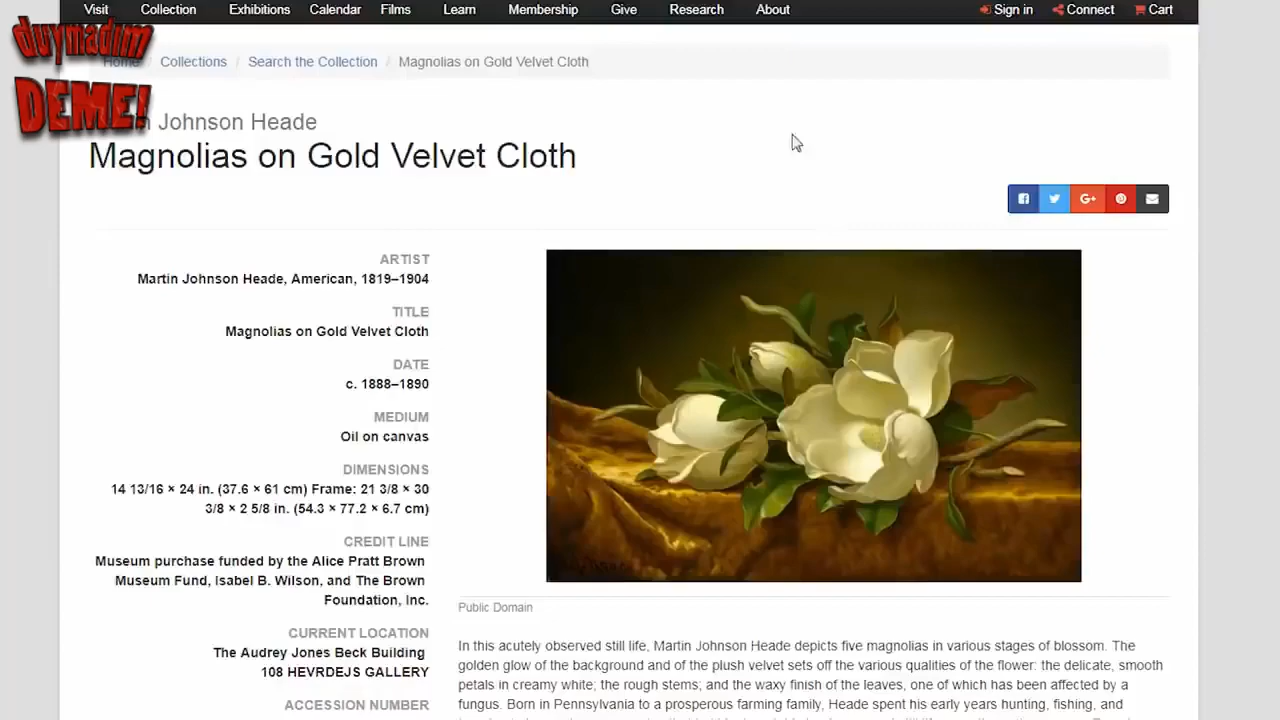 Visit Collection Exhibitions Calendar Films Learn Membership Give Research About Sign in Connect Cart
duymadim
DEME!
Home / Collections / Search the Collection / Magnolias on Gold Velvet Cloth
Johnson Heade
Magnolias on Gold Velvet Cloth
ARTIST
Martin Johnson Heade, American, 1819–1904
TITLE
Magnolias on Gold Velvet Cloth
DATE
c. 1888–1890
MEDIUM
Oil on canvas
DIMENSIONS
14 13/16 × 24 in. (37.6 × 61 cm) Frame: 21 3/8 × 30
3/8 × 2 5/8 in. (54.3 × 77.2 × 6.7 cm)
CREDIT LINE
Museum purchase funded by the Alice Pratt Brown
Museum Fund, Isabel B. Wilson, and The Brown
Foundation, Inc.
CURRENT LOCATION
The Audrey Jones Beck Building
108 HEVRDEJS GALLERY
ACCESSION NUMBER
Public Domain
In this acutely observed still life, Martin Johnson Heade depicts five magnolias in various stages of blossom. The
golden glow of the background and of the plush velvet sets off the various qualities of the flower: the delicate, smooth
petals in creamy white; the rough stems; and the waxy finish of the leaves, one of which has been affected by a
fungus. Born in Pennsylvania to a prosperous farming family, Heade spent his early years hunting, fishing, and